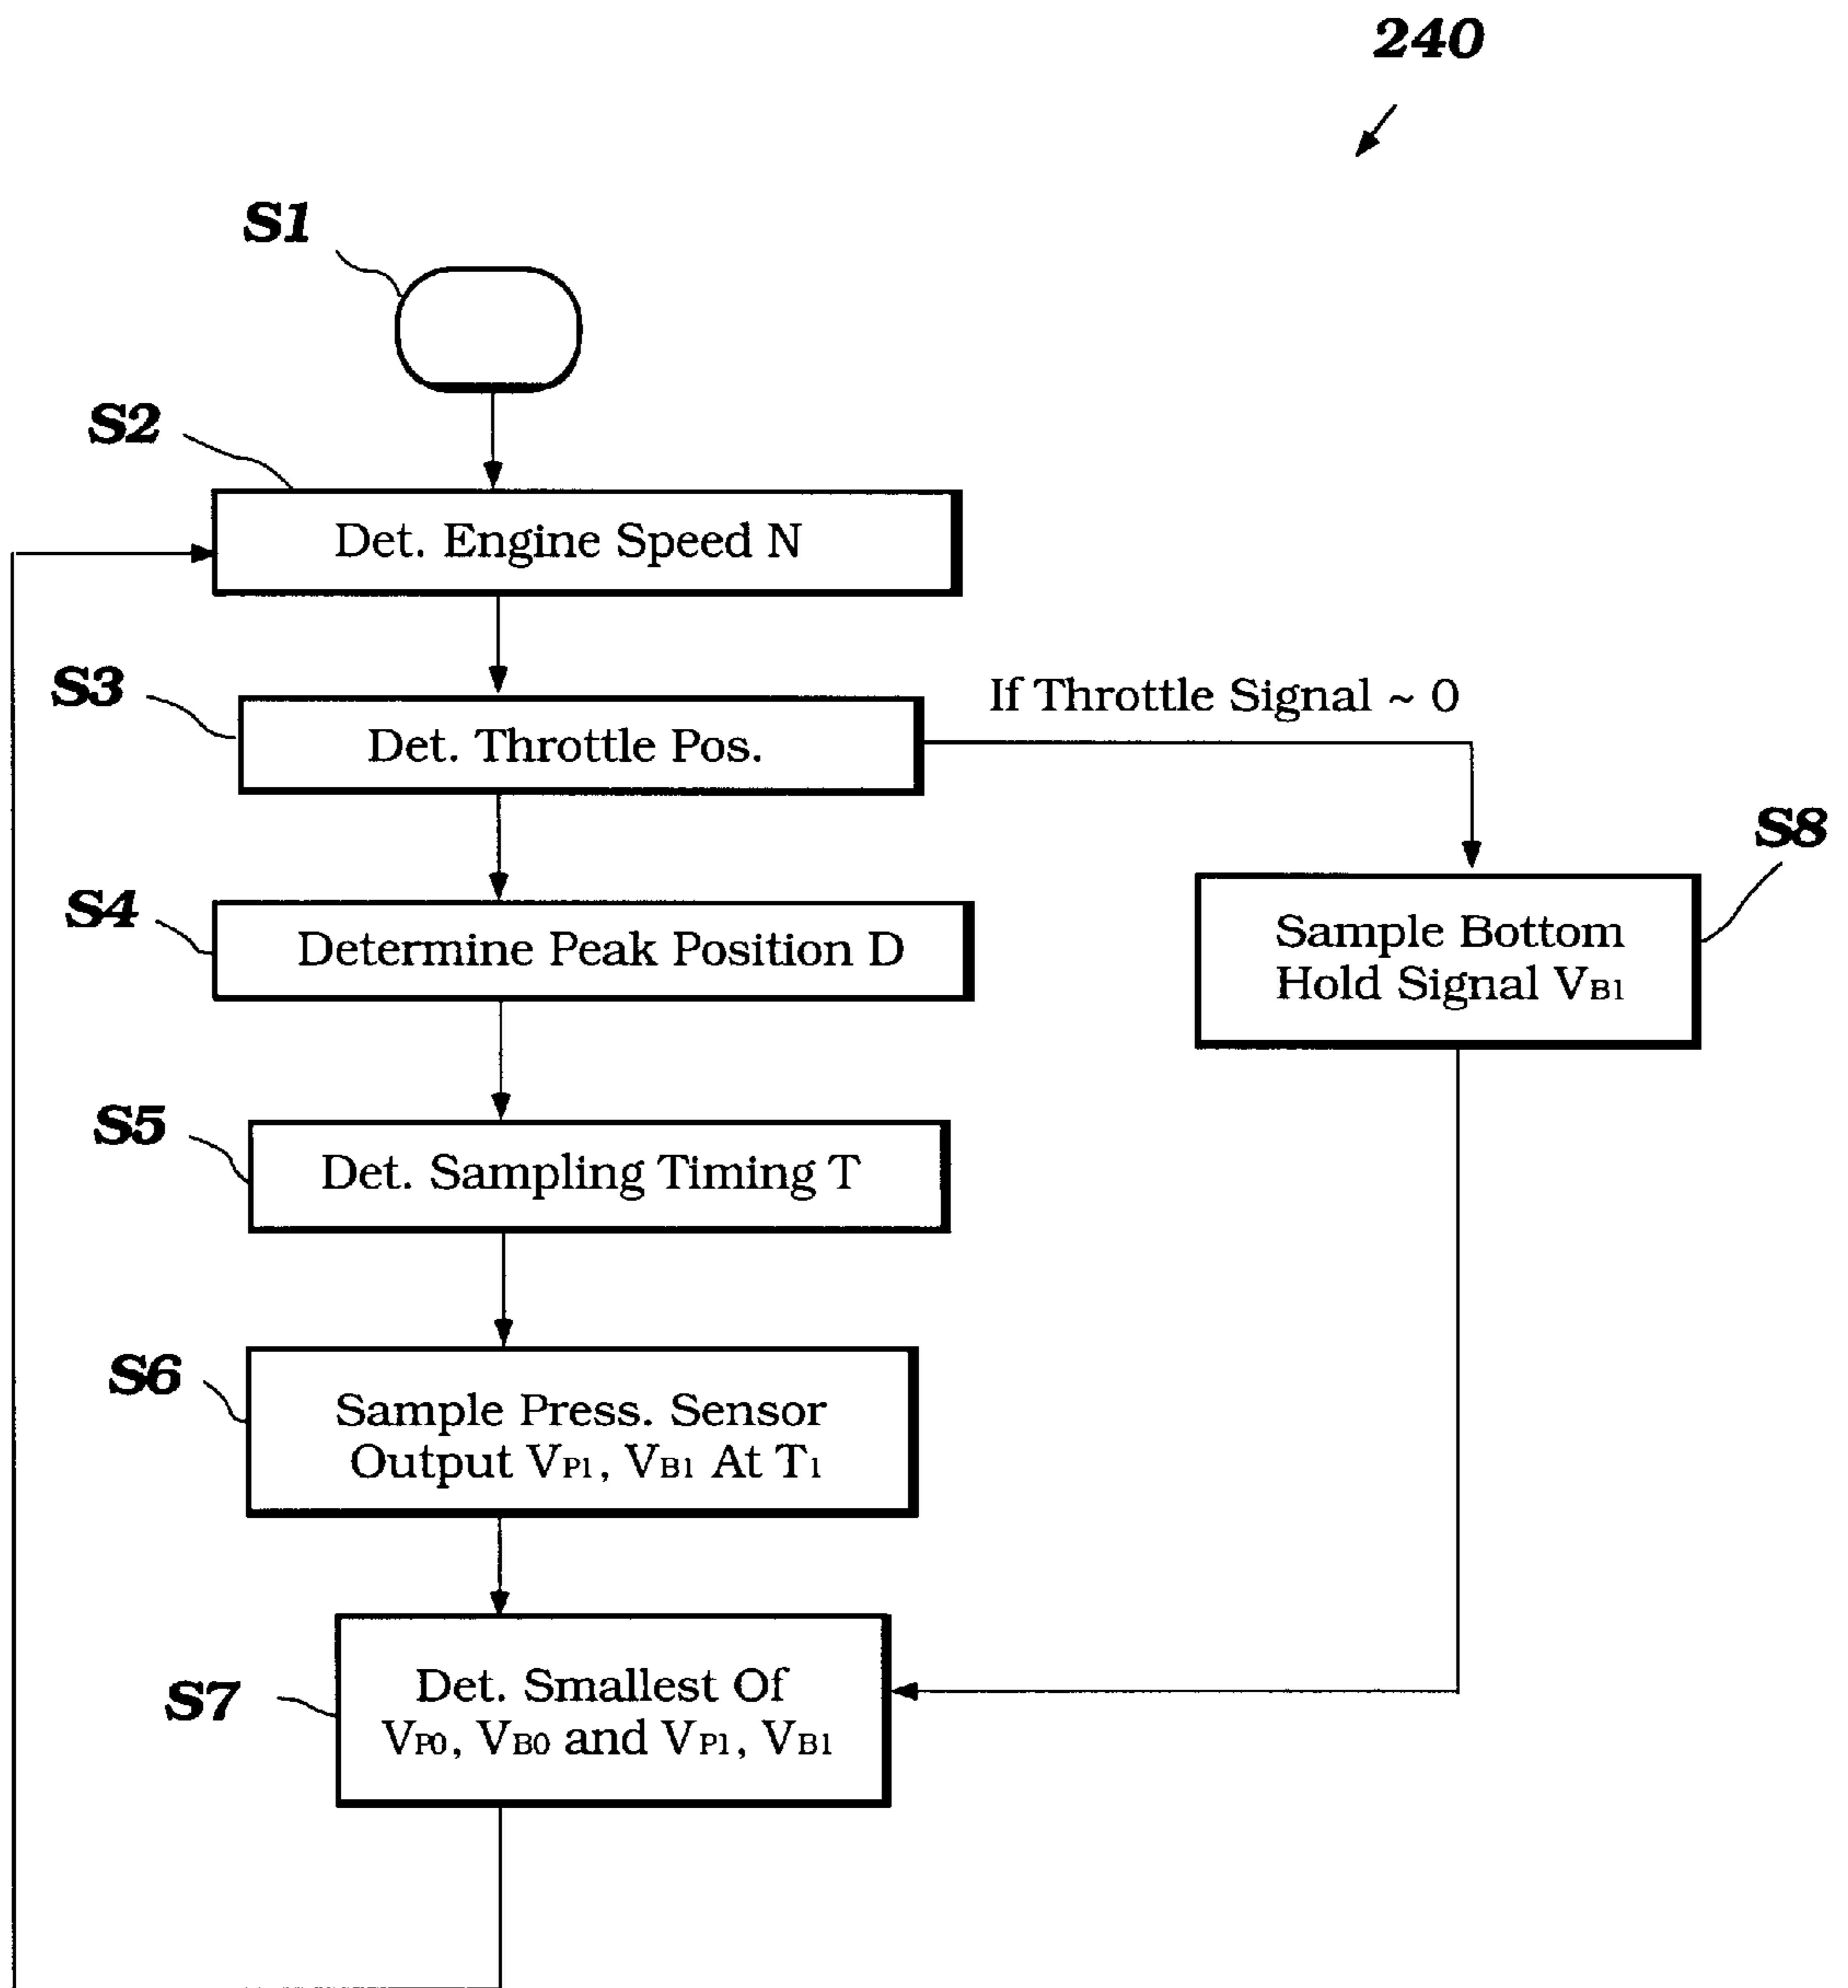 240
S1
S2
Det. Engine Speed N
S3
Det. Throttle Pos.
If Throttle Signal ~ 0
S4
Determine Peak Position D
S8
Sample Bottom
Hold Signal VB1
S5
Det. Sampling Timing T
S6
Sample Press. Sensor
Output VP1, VB1 At T1
S7
Det. Smallest Of
VP0, VB0 and VP1, VB1